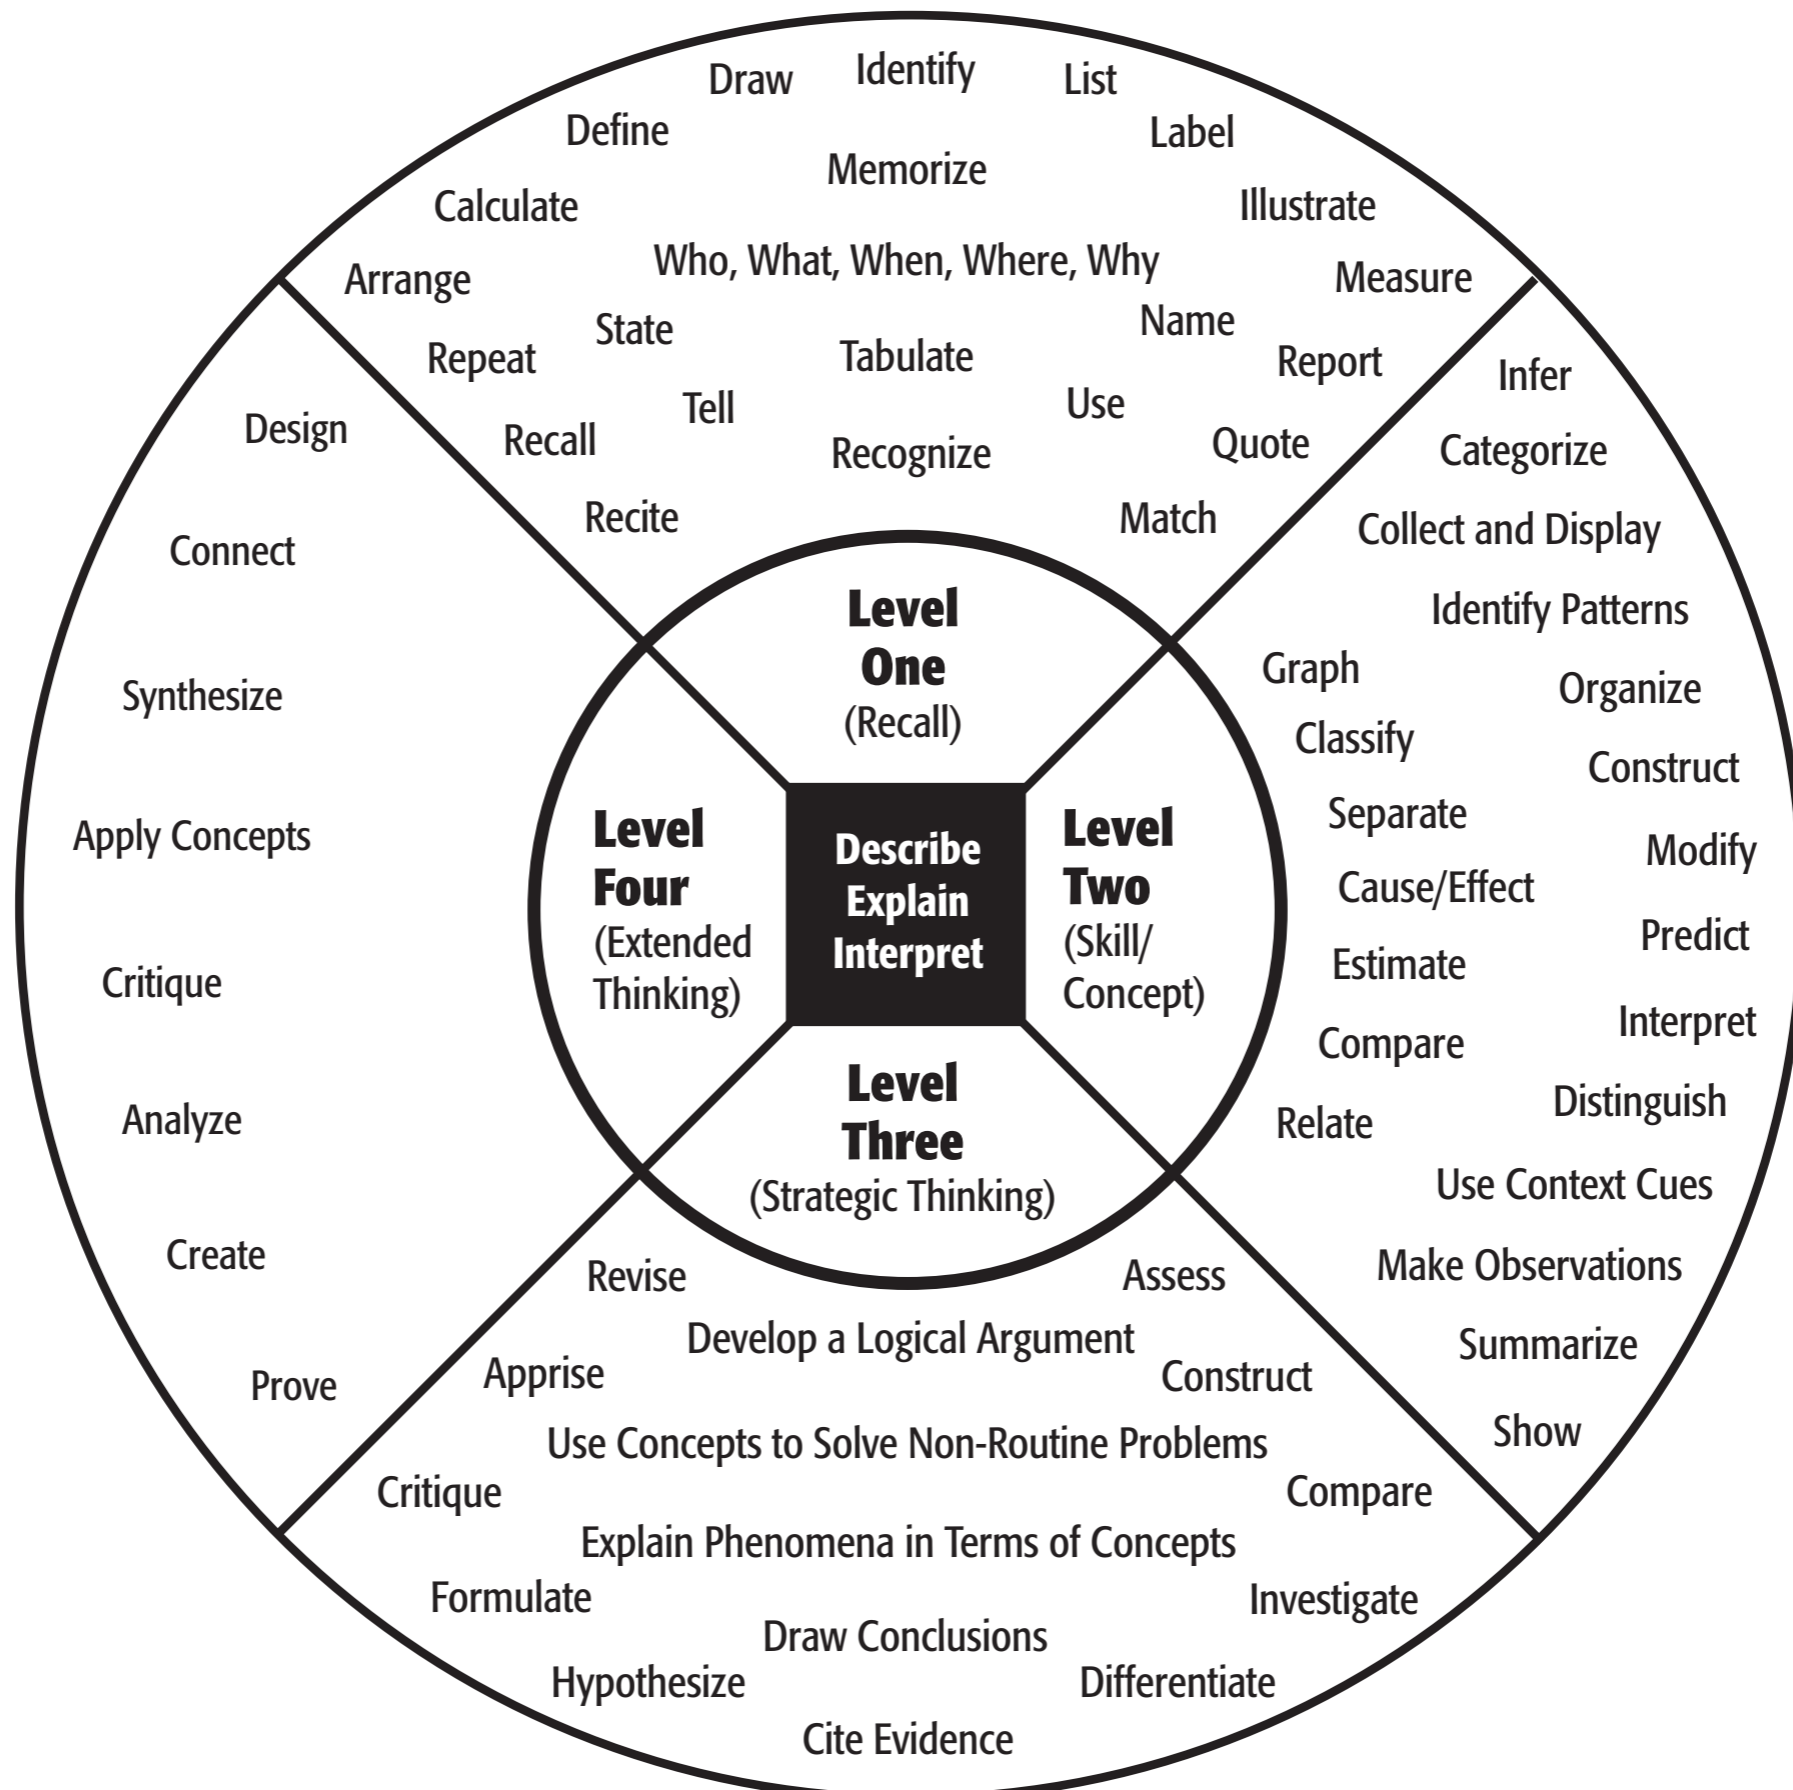 Draw
Identify
List
Define
Label
Memorize
Calculate
Illustrate
Who, What, When, Where, Why
Arrange
Measure
State
Name
Repeat
Tabulate
Report
Tell
Use
Recall
Recognize
Quote
Recite
Match
Level
One
(Recall)
Infer
Categorize
Collect and Display
Identify Patterns
Graph
Organize
Classify
Construct
Separate
Modify
Cause/Effect
Predict
Estimate
Interpret
Compare
Distinguish
Relate
Use Context Cues
Make Observations
Summarize
Show
Level
Two
(Skill/
Concept)
Describe
Explain
Interpret
Level
Four
(Extended
Thinking)
Design
Connect
Synthesize
Apply Concepts
Critique
Analyze
Create
Prove
Level
Three
(Strategic Thinking)
Revise
Assess
Develop a Logical Argument
Apprise
Construct
Use Concepts to Solve Non-Routine Problems
Critique
Compare
Explain Phenomena in Terms of Concepts
Formulate
Investigate
Draw Conclusions
Hypothesize
Differentiate
Cite Evidence